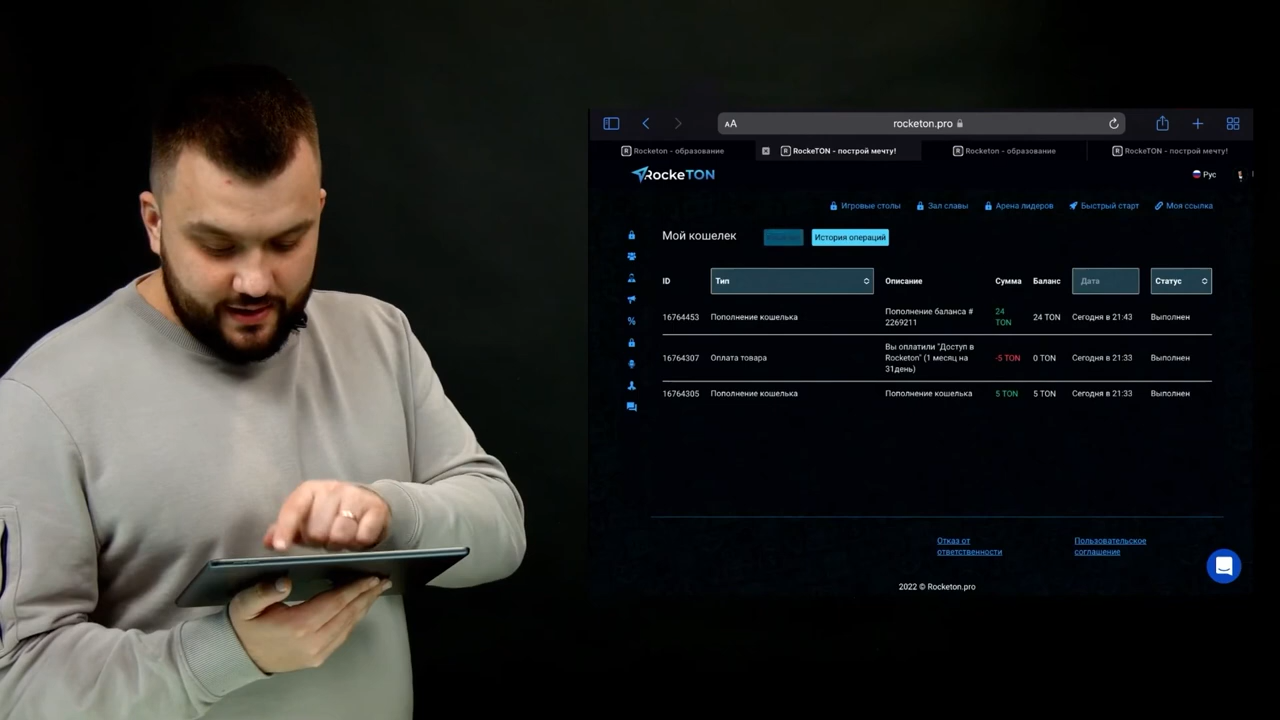 AA rocketon.pro
R Rocketon - образование
R RockeTON - построй мечту!
R Rocketon - образование
R RockeTON - построй мечту!
RockeTON
Рус
Игровые столы Зал славы Арена лидеров Быстрый старт Моя ссылка
Мой кошелек История операций
ID Тип Описание Сумма Баланс Дата Статус
16764453 Пополнение кошелька Пополнение баланса # 2269211 24 TON 24 TON Сегодня в 21:43 Выполнен
16764307 Оплата товара Вы оплатили "Доступ в Rocketon" (1 месяц на 31день) -5 TON 0 TON Сегодня в 21:33 Выполнен
16764305 Пополнение кошелька Пополнение кошелька 5 TON 5 TON Сегодня в 21:33 Выполнен
Отказ от
ответственности
Пользовательское
соглашение
2022 © Rocketon.pro